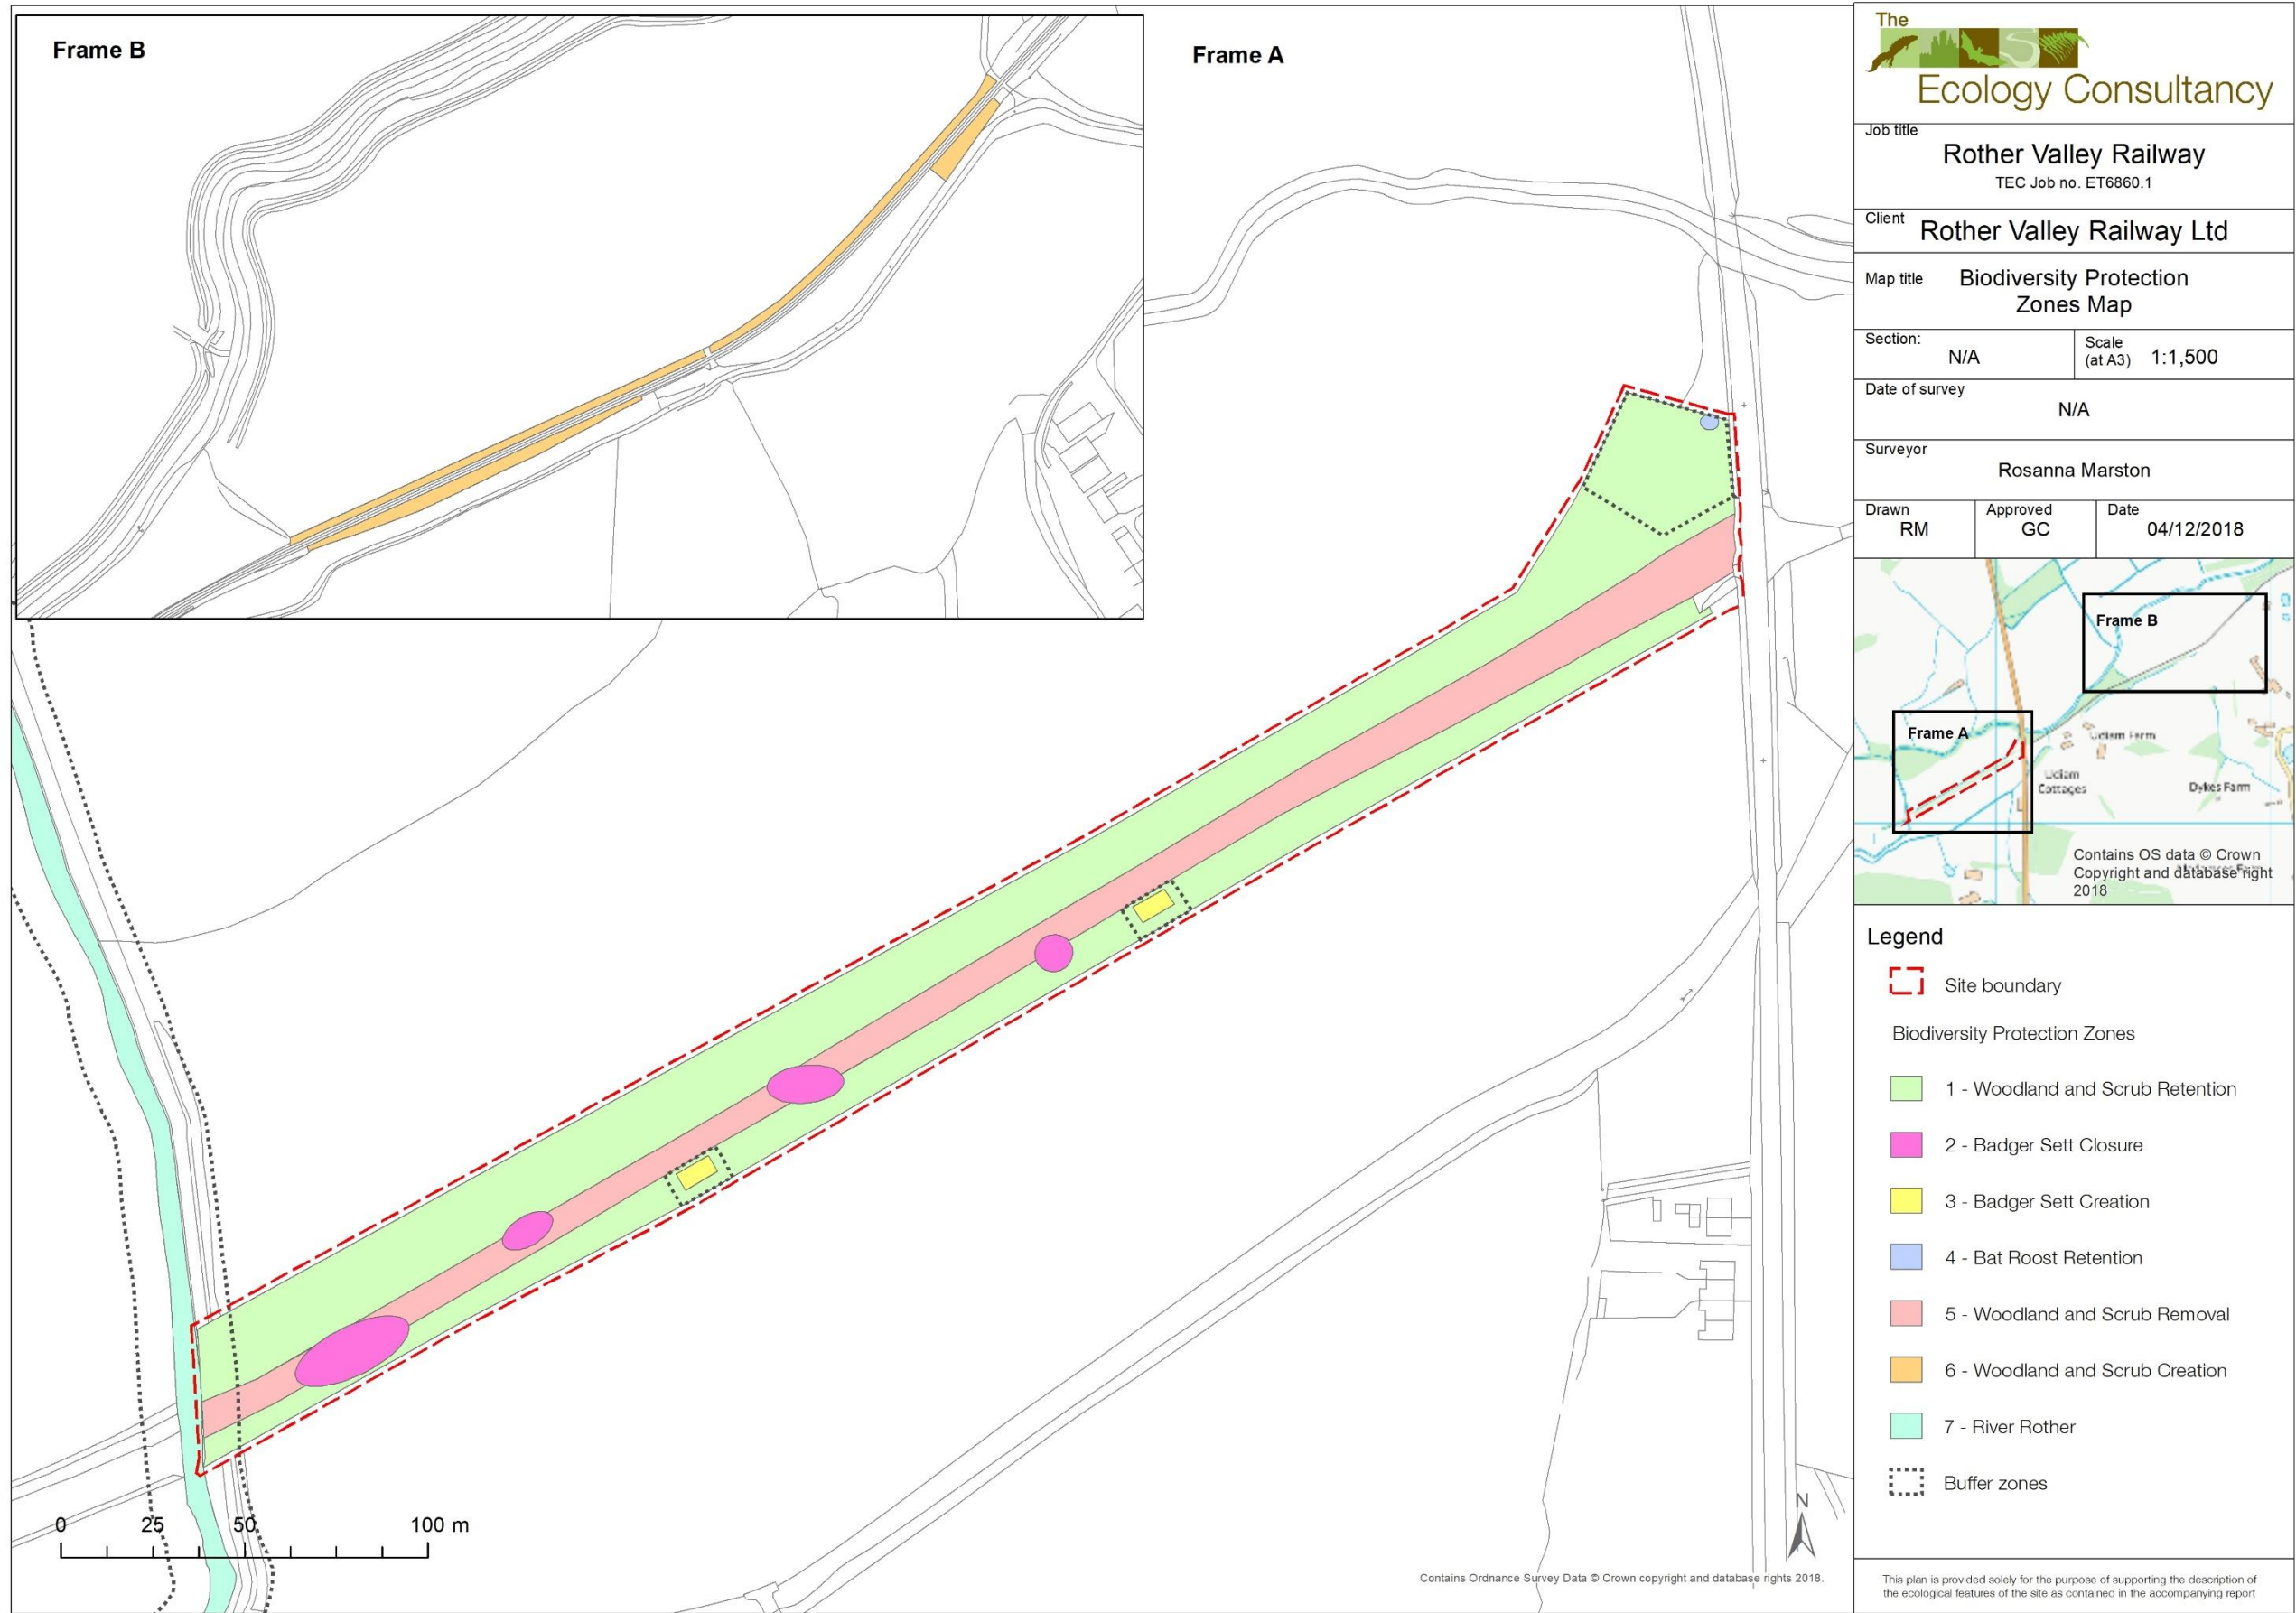 Frame B
Frame A
0 25 50 100 m
N
Contains Ordnance Survey Data © Crown copyright and database rights 2018.
The
Ecology Consultancy
Job title
Rother Valley Railway
TEC Job no. ET6860.1
Client
Rother Valley Railway Ltd
Map title
Biodiversity Protection
Zones Map
Section:
N/A
Scale
(at A3) 1:1,500
Date of survey
N/A
Surveyor
Rosanna Marston
Drawn
RM
Approved
GC
Date
04/12/2018
Frame B
Frame A
Udiam Farm
Udiam
Cottages
Dykes Farm
Contains OS data © Crown
Copyright and database right
2018
Legend
Site boundary
Biodiversity Protection Zones
1 - Woodland and Scrub Retention
2 - Badger Sett Closure
3 - Badger Sett Creation
4 - Bat Roost Retention
5 - Woodland and Scrub Removal
6 - Woodland and Scrub Creation
7 - River Rother
Buffer zones
This plan is provided solely for the purpose of supporting the description of
the ecological features of the site as contained in the accompanying report